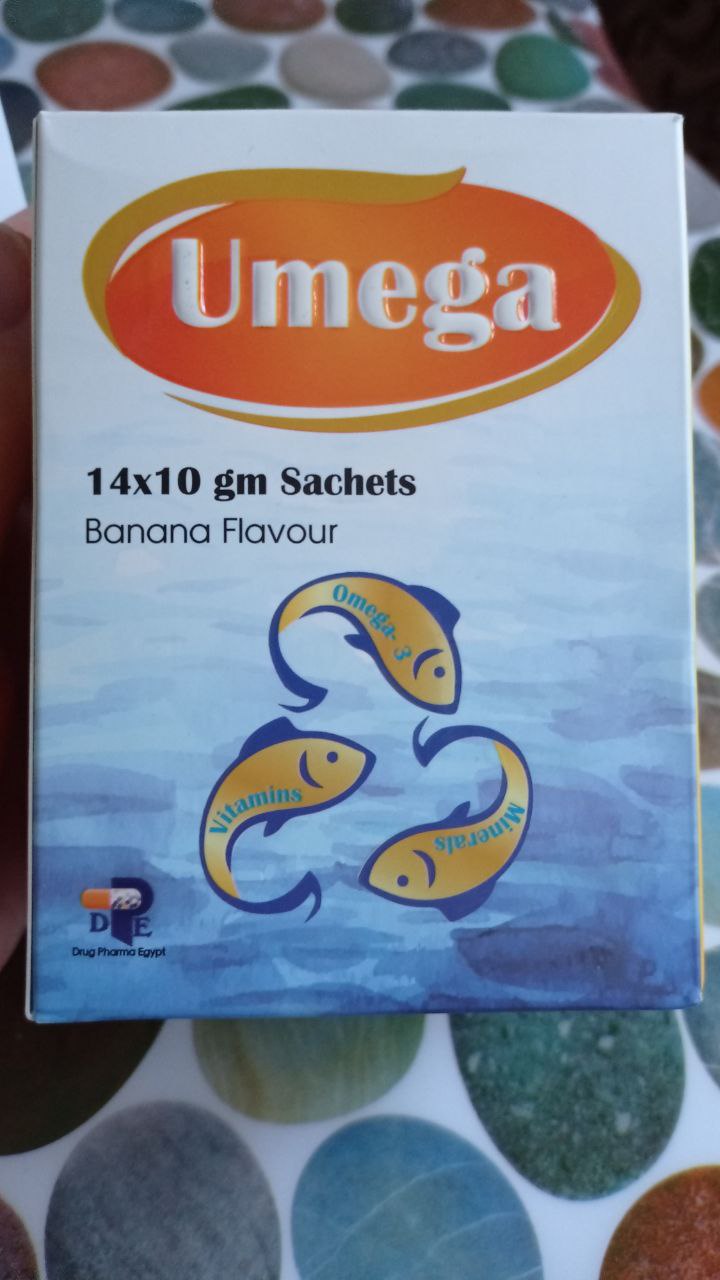 Umega
14x10 gm Sachets
Banana Flavour
Omega-3
Vitamins
Minerals
DPE
Drug Pharma Egypt